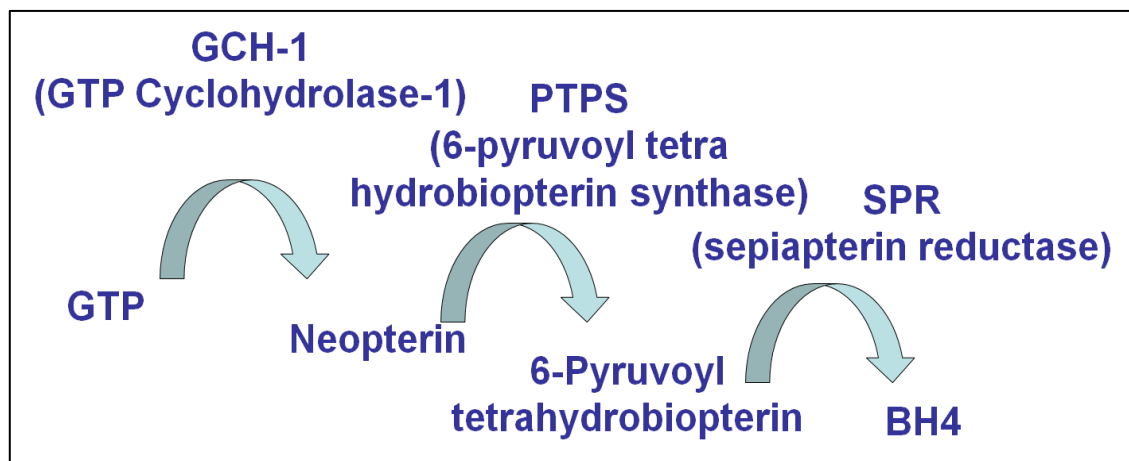 GCH-1
(GTP Cyclohydrolase-1)
PTPS
(6-pyruvoyl tetra
hydrobiopterin synthase)
SPR
(sepiapterin reductase)
GTP
Neopterin
6-Pyruvoyl
tetrahydrobiopterin
BH4